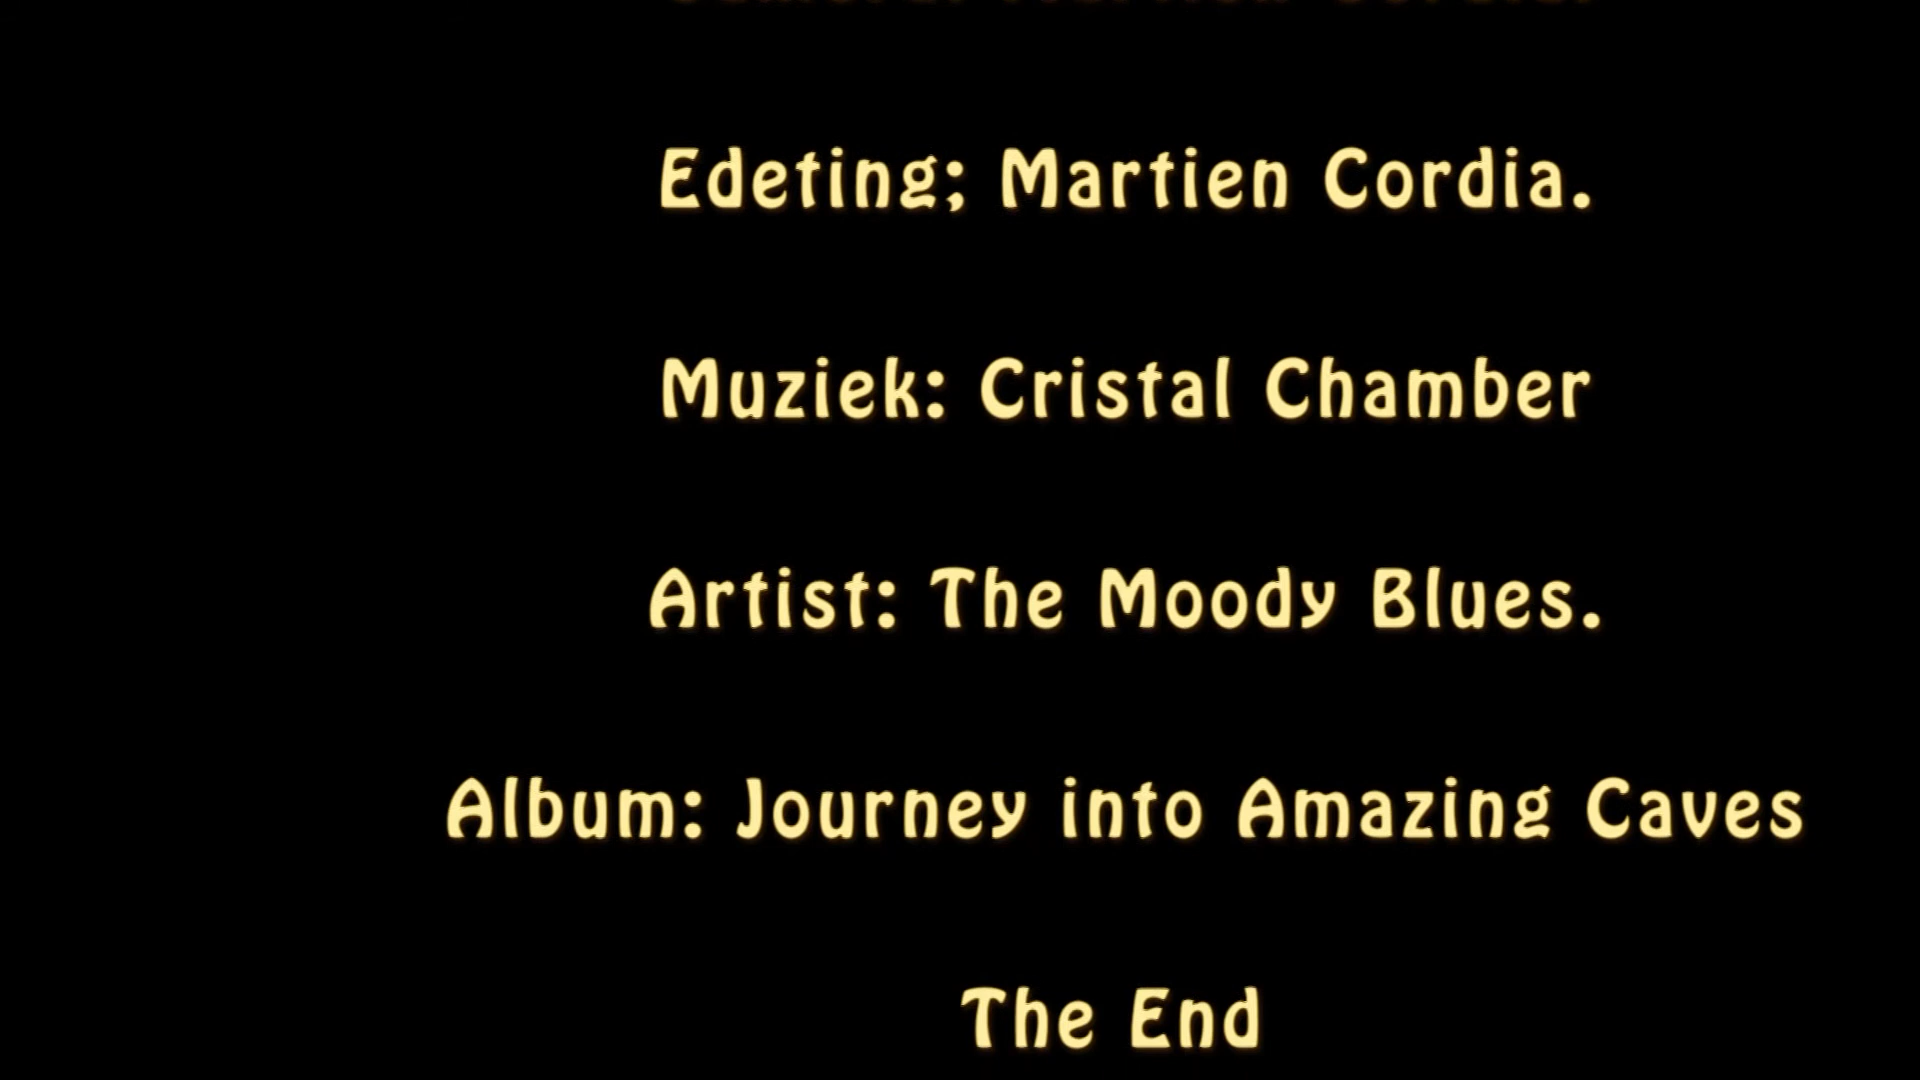 Edeting; Martien Cordia.
Muziek: Cristal Chamber
Artist: The Moody Blues.
Album: Journey into Amazing Caves
The End